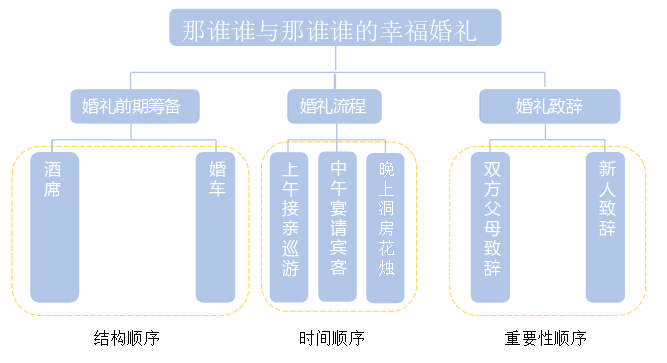 那谁谁与那谁谁的幸福婚礼
婚礼前期筹备
婚礼流程
婚礼致辞
酒席
婚车
上午接亲巡游
中午宴请宾客
晚上洞房花烛
双方父母致辞
新人致辞
结构顺序
时间顺序
重要性顺序